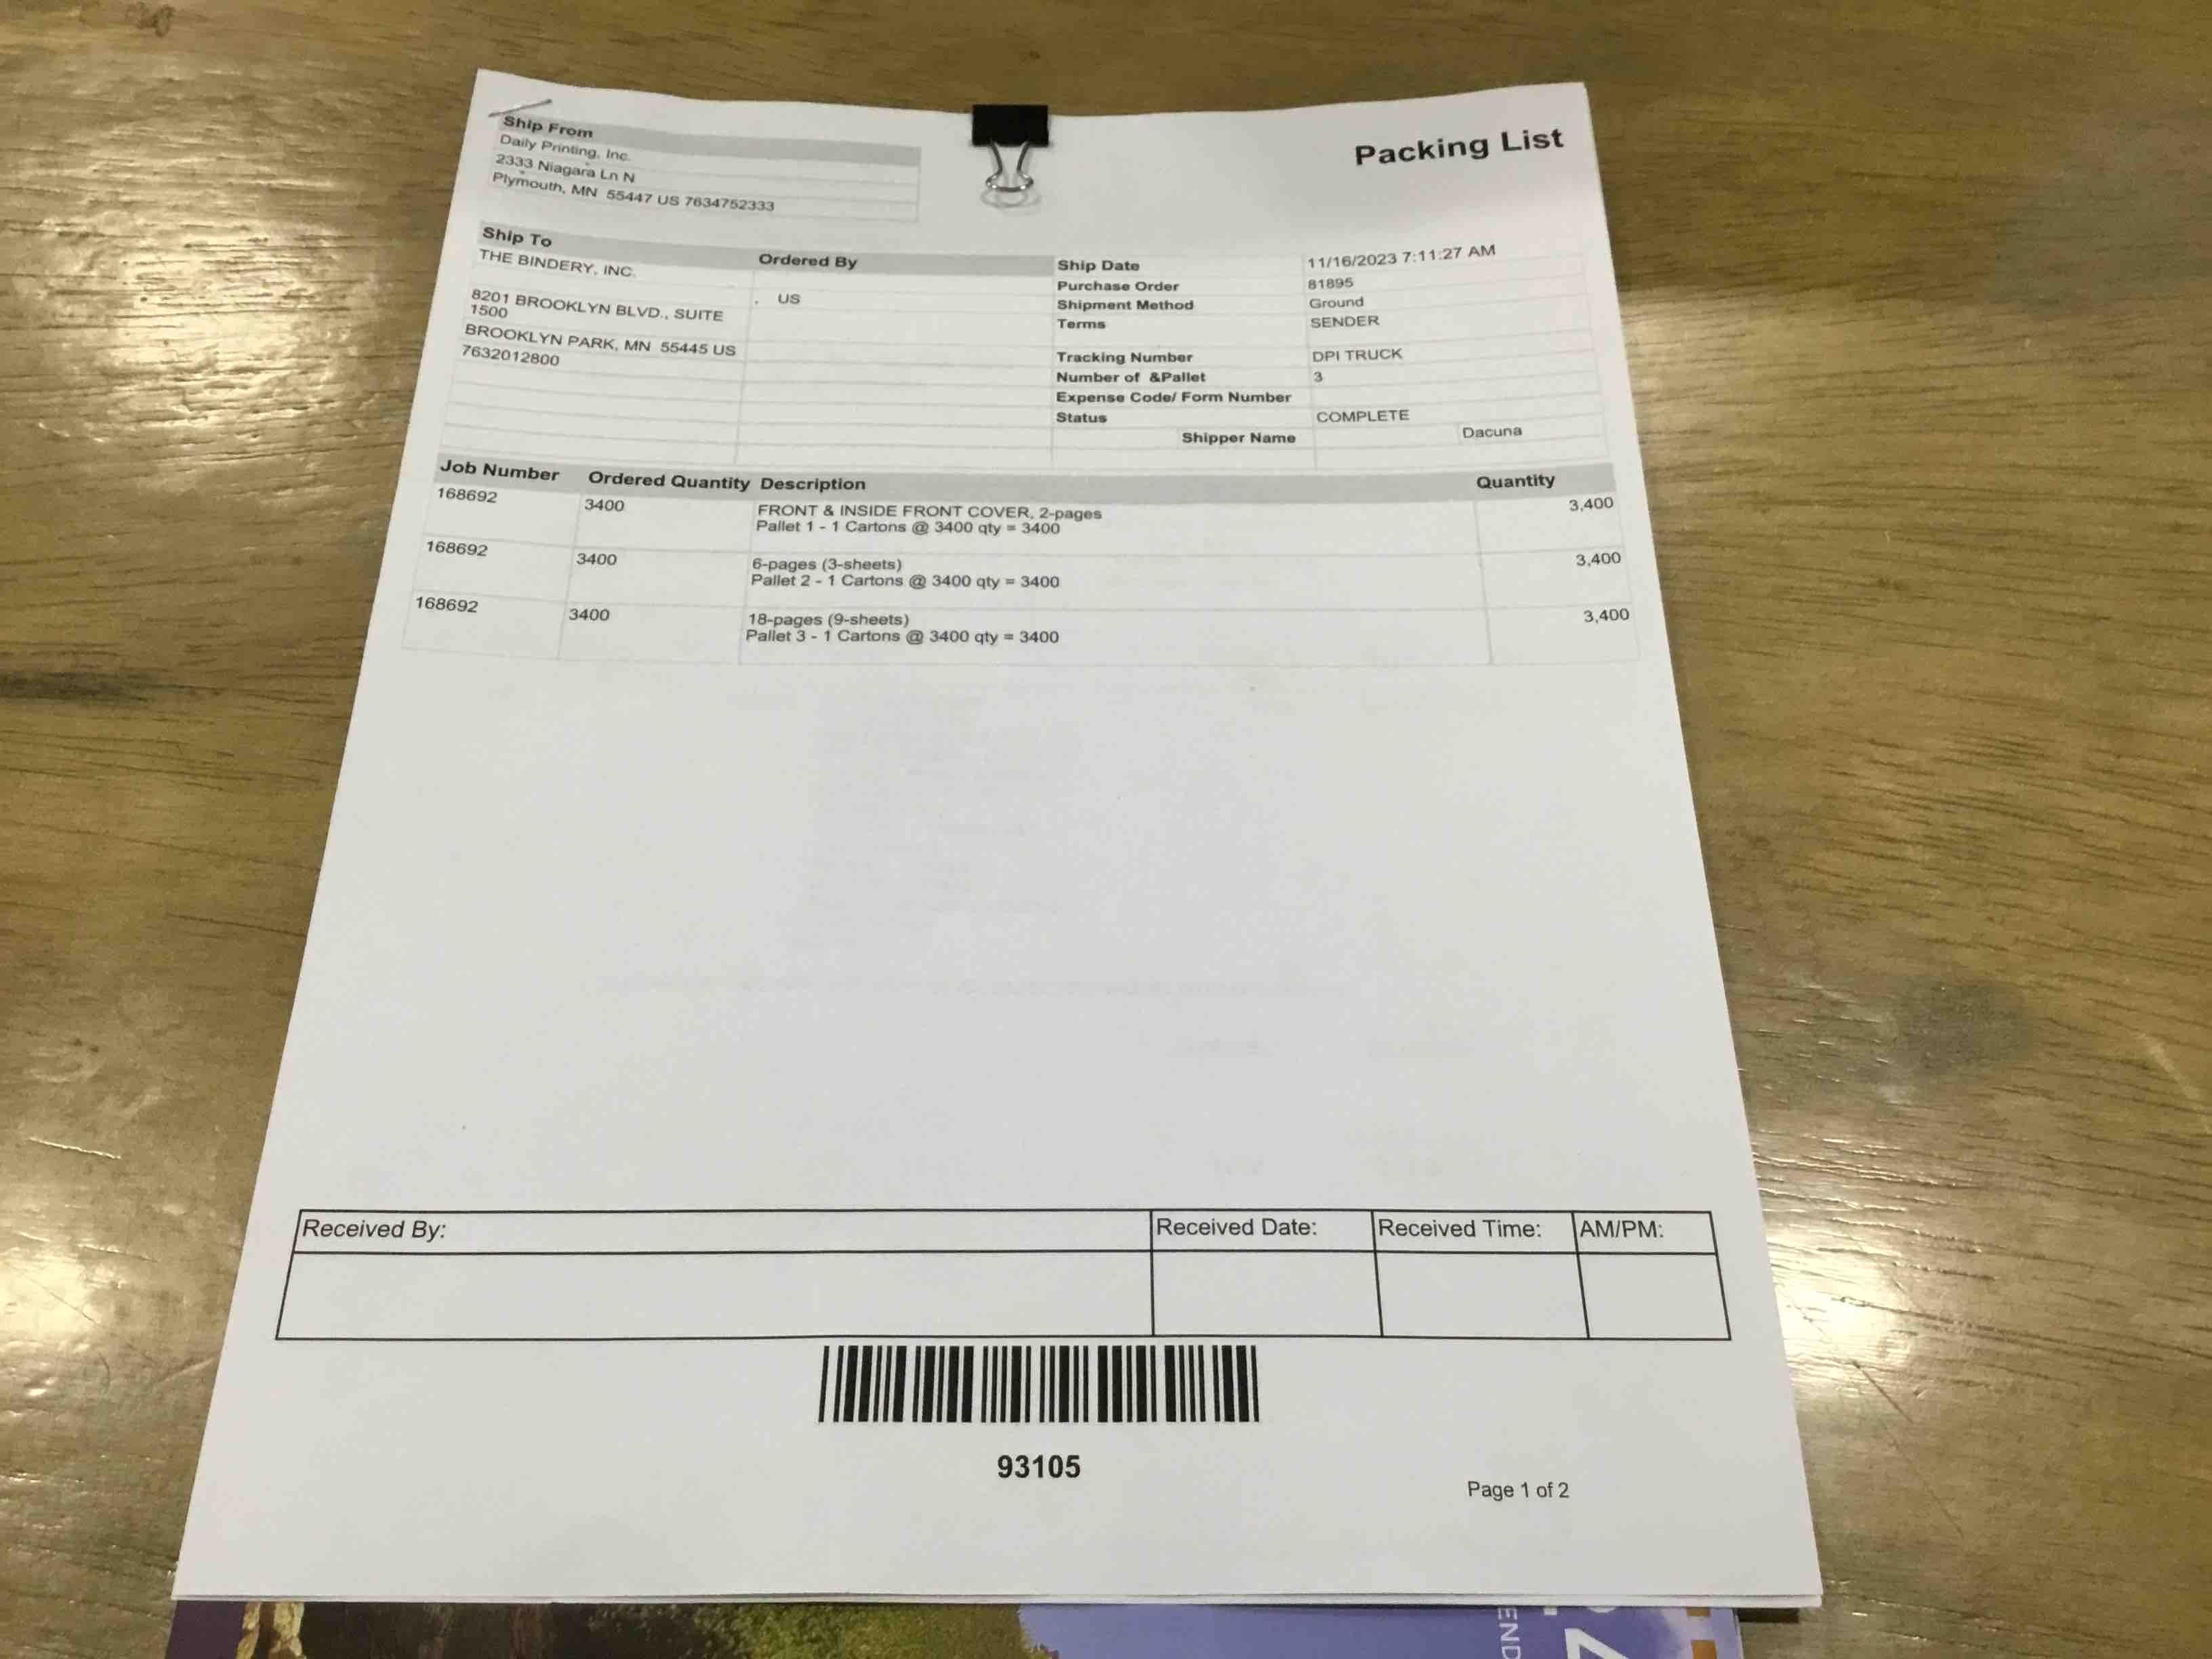 Packing List
Ship From
Daily Printing, Inc.
2333 Niagara Ln N
Plymouth, MN 55447 US 7634752333
Ship To
THE BINDERY, INC.
8201 BROOKLYN BLVD., SUITE
1500
BROOKLYN PARK, MN 55445 US
7632012800
Ordered By
, US
Ship Date 11/16/2023 7:11:27 AM
Purchase Order 81895
Shipment Method Ground
Terms SENDER
Tracking Number DPI TRUCK
Number of &Pallet 3
Expense Code/ Form Number
Status COMPLETE
Shipper Name Dacuna
Job Number Ordered Quantity Description Quantity
168692 3400 FRONT & INSIDE FRONT COVER, 2-pages 3,400
Pallet 1 - 1 Cartons @ 3400 qty = 3400
168692 3400 6-pages (3-sheets) 3,400
Pallet 2 - 1 Cartons @ 3400 qty = 3400
168692 3400 18-pages (9-sheets) 3,400
Pallet 3 - 1 Cartons @ 3400 qty = 3400
Received By: Received Date: Received Time: AM/PM:
93105
Page 1 of 2
END